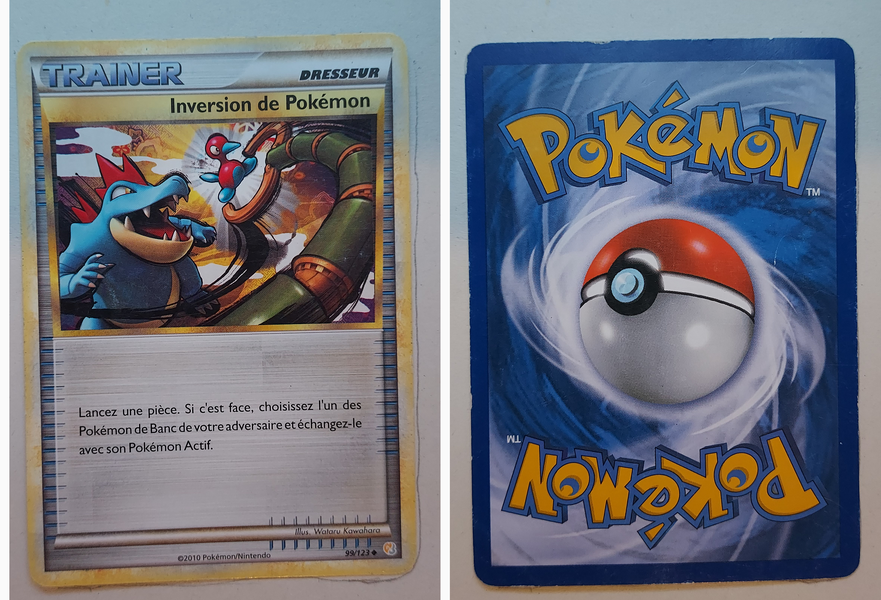 TRAINER
DRESSEUR
Inversion de Pokémon
Lancez une pièce. Si c'est face, choisissez l'un des
Pokémon de Banc de votre adversaire et échangez-le
avec son Pokémon Actif.
Illus. Wataru Kawahara
©2010 Pokémon/Nintendo
99/123
POKéMON
TM
TM
POKéMON